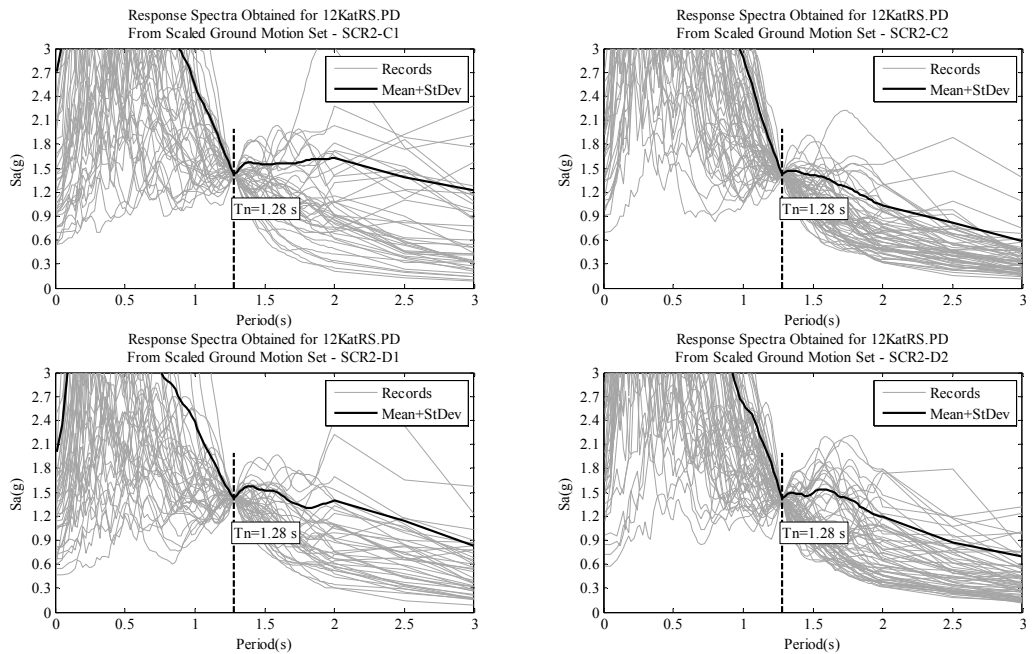 Response Spectra Obtained for 12KatRS.PD
From Scaled Ground Motion Set - SCR2-C1
3
2.7
2.4
2.1
1.8
1.5
1.2
0.9
0.6
0.3
0
Sa(g)
Records
Mean+StDev
Tn=1.28 s
0 0.5 1 1.5 2 2.5 3
Period(s)
Response Spectra Obtained for 12KatRS.PD
From Scaled Ground Motion Set - SCR2-C2
3
2.7
2.4
2.1
1.8
1.5
1.2
0.9
0.6
0.3
0
Sa(g)
Records
Mean+StDev
Tn=1.28 s
0 0.5 1 1.5 2 2.5 3
Period(s)
Response Spectra Obtained for 12KatRS.PD
From Scaled Ground Motion Set - SCR2-D1
3
2.7
2.4
2.1
1.8
1.5
1.2
0.9
0.6
0.3
0
Sa(g)
Records
Mean+StDev
Tn=1.28 s
0 0.5 1 1.5 2 2.5 3
Period(s)
Response Spectra Obtained for 12KatRS.PD
From Scaled Ground Motion Set - SCR2-D2
3
2.7
2.4
2.1
1.8
1.5
1.2
0.9
0.6
0.3
0
Sa(g)
Records
Mean+StDev
Tn=1.28 s
0 0.5 1 1.5 2 2.5 3
Period(s)